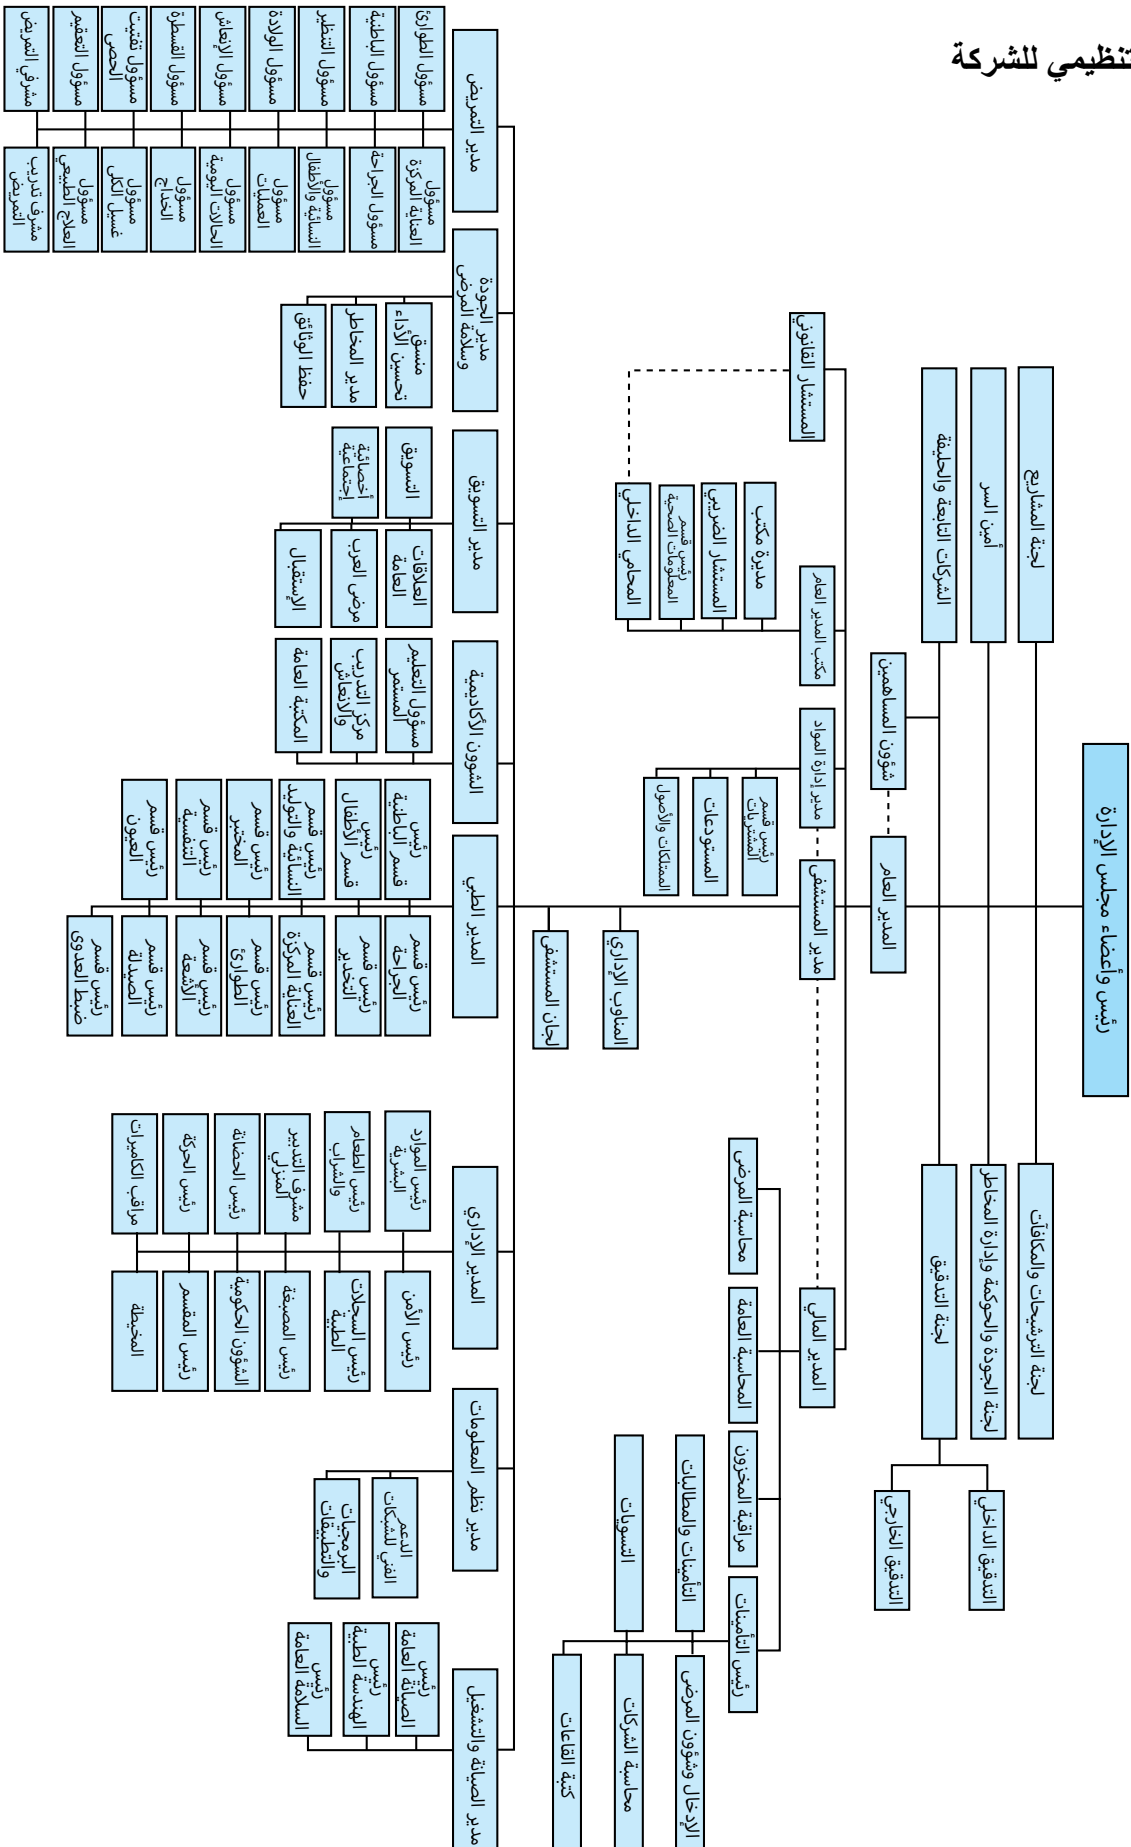 تنظيمي للشركة
رئيس وأعضاء مجلس الإدارة
لجنة المشاريع
لجنة الترشيحات والمكافآت
أمين السر
لجنة الجودة والحوكمة وإدارة المخاطر
الشركات التابعة والحليفة
لجنة التدقيق
التدقيق الداخلي
التدقيق الخارجي
شؤون المساهمين
المدير العام
المستشار القانوني
مكتب المدير العام
مدير إدارة المواد
مدير المستشفى
المدير المالي
مديرة مكتب
المستشار الضريبي
رئيس قسم
المعلومات الصحية
المحامي الداخلي
رئيس قسم
المشتريات
المستودعات
الممتلكات والأصول
محاسبة المرضى
المحاسبة العامة
مراقبة المخزون
رئيس التأمينات
التأمينات والمطالبات
الإدخال وشؤون المرضى
التسويات
محاسبة الشركات
كتبة القاعات
المناوب الإداري
لجان المستشفى
مدير التمريض
مسؤول الطوارئ
مسؤول
العناية المركزة
مسؤول الباطنية
مسؤول الجراحة
مسؤول التنظير
مسؤول
النسائية والأطفال
مسؤول الولادة
مسؤول
العمليات
مسؤول الإنعاش
مسؤول
الحالات اليومية
مسؤول القسطرة
مسؤول
الخداج
مسؤول تفتيت
الحصى
مسؤول
غسيل الكلى
مسؤول التعقيم
مسؤول
العلاج الطبيعي
مشرفي التمريض
مشرف تدريب
التمريض
مدير الجودة
وسلامة المرضى
منسق
تحسين الأداء
مدير المخاطر
حفظ الوثائق
مدير التسويق
التسويق
العلاقات
العامة
أخصائية
إجتماعية
مرضى العرب
الإستقبال
الشوون الأكاديمية
مسؤول التعليم
المستمر
مركز التدريب
والانعاش
المكتبة العامة
المدير الطبي
رئيس
قسم الباطنية
رئيس قسم
الجراحة
رئيس
قسم الأطفال
رئيس قسم
التخدير
رئيس قسم
النسائية والتوليد
رئيس قسم
العناية المركزة
رئيس قسم
المختبر
رئيس قسم
الطوارئ
رئيس قسم
التنفسية
رئيس قسم
الأشعة
رئيس قسم
العيون
رئيس قسم
الصيدلة
رئيس قسم
ضبط العدوى
المدير الإداري
رئيس الموارد
البشرية
رئيس الأمن
رئيس الطعام
والشراب
رئيس السجلات
الطبية
مشرف التدبير
المنزلي
رئيس المصبغة
رئيس الحضانة
رئيس
الشؤون الحكومية
رئيس الحركة
رئيس المقسم
مراقب الكاميرات
المخيطة
مدير نظم المعلومات
الدعم
الفني للشبكات
البرمجيات
والتطبيقات
مدير الصيانة والتشغيل
رئيس
الصيانة العامة
رئيس
الهندسة الطبية
رئيس
السلامة العامة